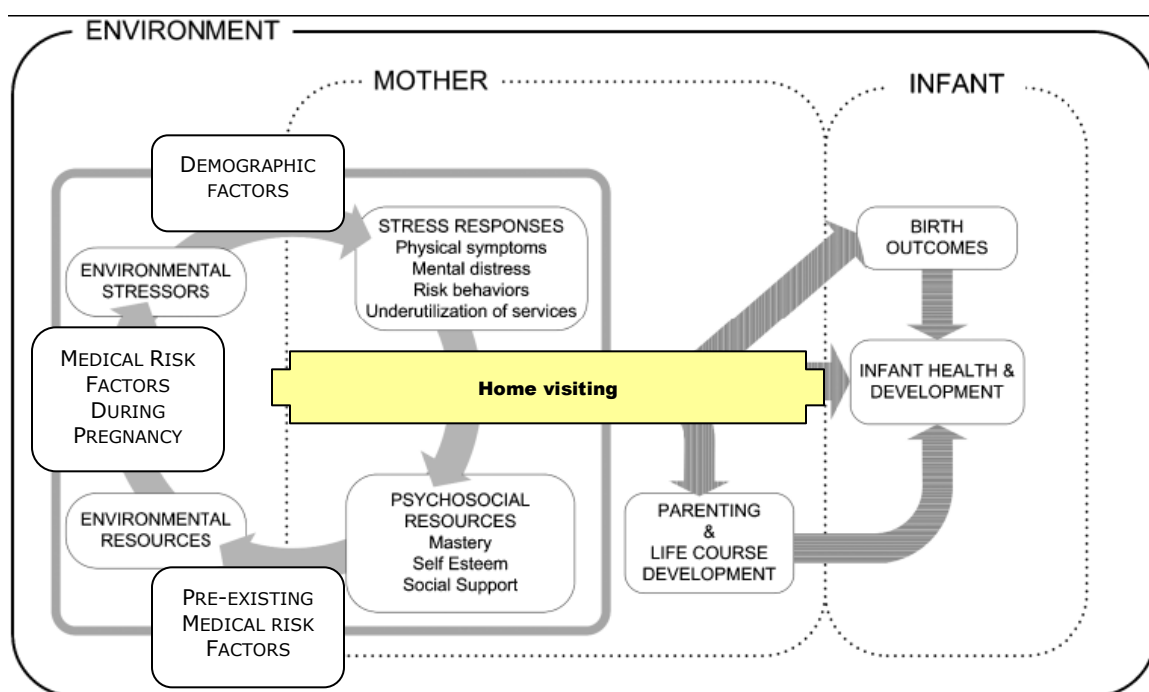 ENVIRONMENT
MOTHER
INFANT
DEMOGRAPHIC
FACTORS
STRESS RESPONSES
Physical symptoms
Mental distress
Risk behaviors
Underutilization of services
BIRTH
OUTCOMES
ENVIRONMENTAL
STRESSORS
MEDICAL RISK
FACTORS
DURING
PREGNANCY
Home visiting
INFANT HEALTH &
DEVELOPMENT
ENVIRONMENTAL
RESOURCES
PSYCHOSOCIAL
RESOURCES
Mastery
Self Esteem
Social Support
PARENTING
&
LIFE COURSE
DEVELOPMENT
PRE-EXISTING
MEDICAL RISK
FACTORS